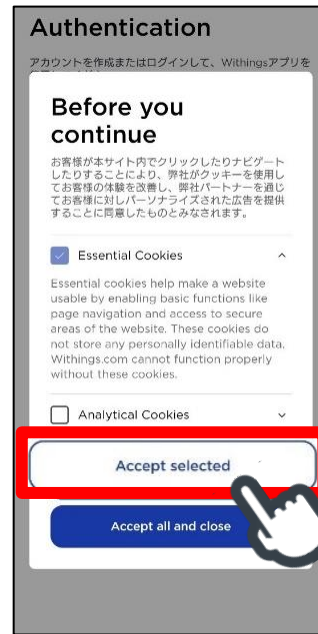 Authentication
アカウントを作成またはログインして、Withingsアプリを
Before you
continue
お客様が本サイト内でクリックしたりナビゲート
したりすることにより、弊社がクッキーを使用し
てお客様の体験を改善し、弊社パートナーを通じ
てお客様に対しパーソナライズされた広告を提供
することに同意したものとみなされます。
Essential Cookies
Essential cookies help make a website
usable by enabling basic functions like
page navigation and access to secure
areas of the website. These cookies do
not store any personally identifiable data.
Withings.com cannot function properly
without these cookies.
Analytical Cookies
Accept selected
Accept all and close